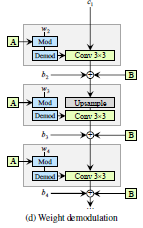 c₁
w₂
A Mod
Demod Conv 3×3
b₂ B
w₃
A Mod Upsample
Demod Conv 3×3
b₃ B
w₄
A Mod
Demod Conv 3×3
b₄ B
...
(d) Weight demodulation